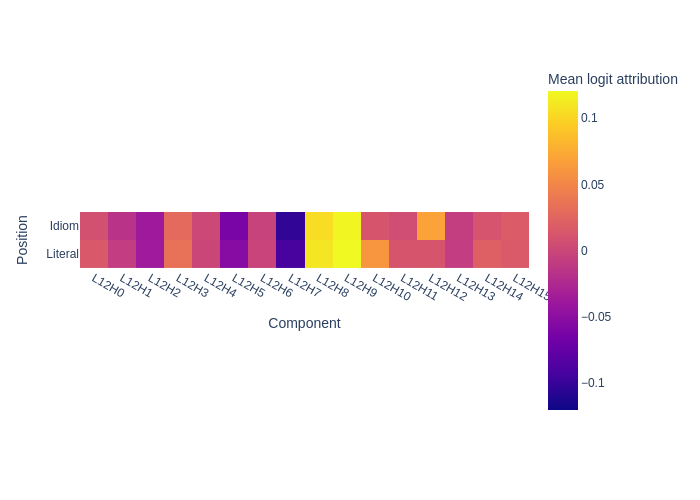 Mean logit attribution
0.1
0.05
0
−0.05
−0.1
Position
Idiom
Literal
L12H0
L12H1
L12H2
L12H3
L12H4
L12H5
L12H6
L12H7
L12H8
L12H9
L12H10
L12H11
L12H12
L12H13
L12H14
L12H15
Component